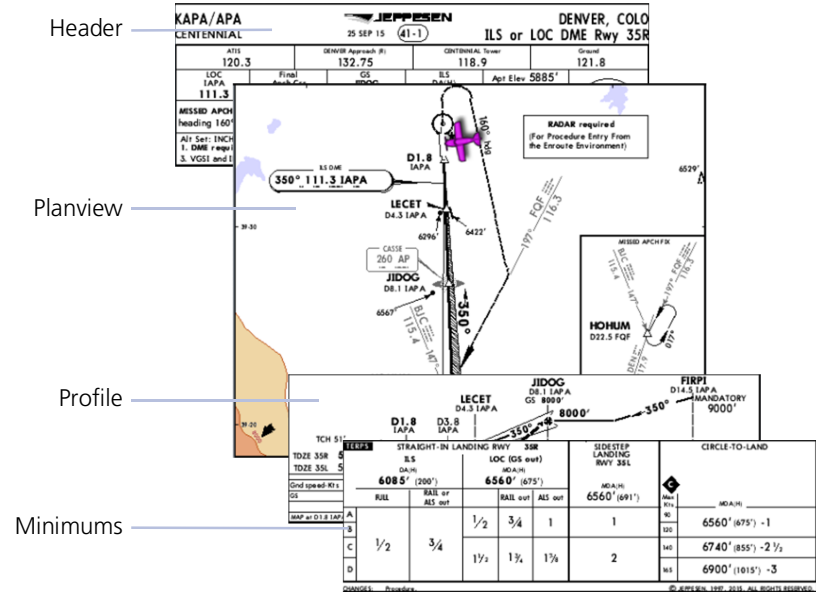 Header
KAPA/APA
CENTENNIAL
JEPPESEN
25 SEP 15
41-1
DENVER, COLO
ILS or LOC DME Rwy 35R
ATIS
120.3
DENVER Approach (R)
132.75
CENTENNIAL Tower
118.9
Ground
121.8
LOC
IAPA
111.3
Final
GS
ILS
Apt Elev 5885'
MISSED APCH
heading 160°
Alt Set: INCH
1. DME requi
3. VGSI and I
Planview
160° hdg
RADAR required
(For Procedure Entry From
the Enroute Environment)
D1.8
IAPA
ILS DME
350° 111.3 IAPA
6529'
LECET
D4.3 IAPA
6296'
6422'
197°
FQF
116.3
39-30
CASSE
260 AP
JIDOG
D8.1 IAPA
6567'
350°
BJC
115.4
147°
MISSED APCH FIX
BJC
115.4
147°
197° FQF
116.3
HOHUM
D22.5 FQF
017°
DEN
17.9
39-20
Profile
LECET
D4.3 IAPA
JIDOG
D8.1 IAPA
GS 8000'
FIRPI
D14.5 IAPA
MANDATORY
9000'
D1.8
IAPA
D3.8
IAPA
350°
8000'
350°
TCH 51'
TDZE 35R 5
TDZE 35L 5
Gnd speed-Kts
GS
MAP at D1.8 IAP
Minimums
TERPS
STRAIGHT-IN LANDING RWY 35R
SIDESTEP
LANDING
RWY 35L
CIRCLE-TO-LAND
ILS
DA(H)
6085' (200')
LOC (GS out)
MDA(H)
6560' (675')
MDA(H)
6560' (691')
C
Max
Kts
MDA(H)
FULL
RAIL or
ALS out
RAIL out
ALS out
A
B
C
D
1/2
3/4
1/2
3/4
1
1
1 1/2
1 3/4
1 7/8
2
90
120
6560' (675') -1
140
6740' (855') -2 1/2
165
6900' (1015') -3
CHANGES: Procedure.
© JEPPESEN, 1997, 2015. ALL RIGHTS RESERVED.